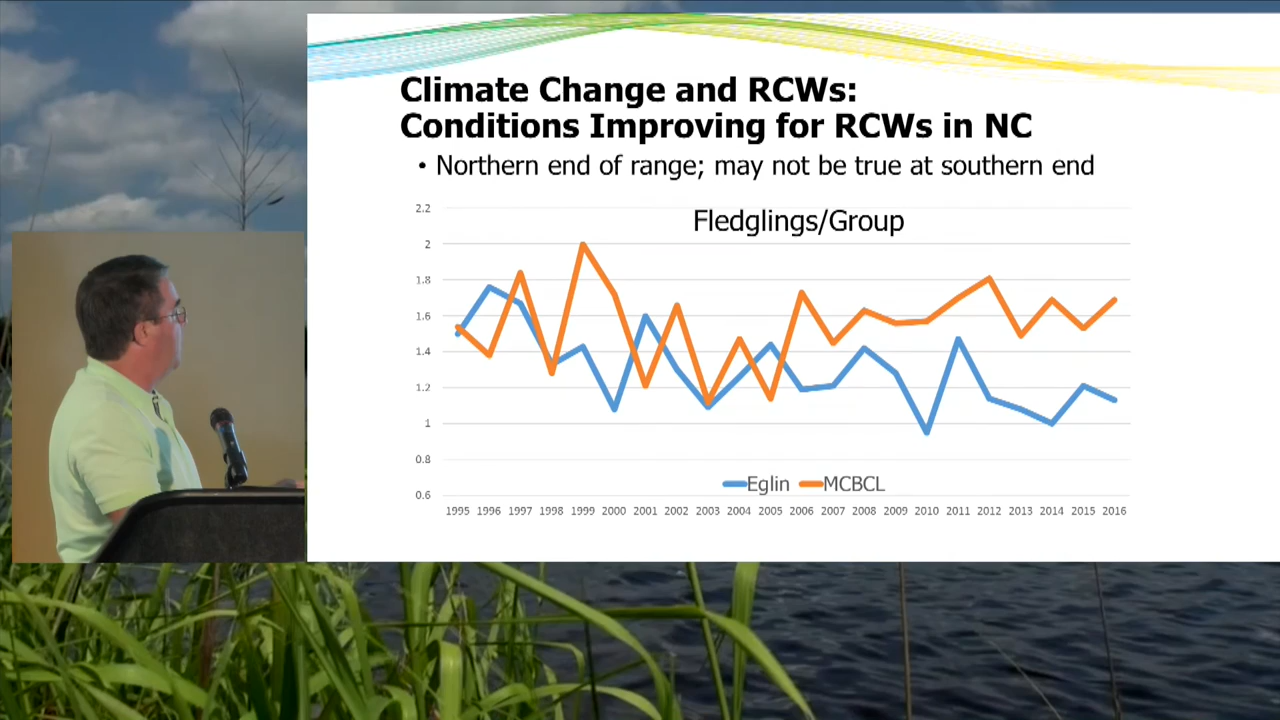 Climate Change and RCWs:
Conditions Improving for RCWs in NC
• Northern end of range; may not be true at southern end
Fledglings/Group
2.2
2
1.8
1.6
1.4
1.2
1
0.8
0.6
Eglin MCBCL
1995 1996 1997 1998 1999 2000 2001 2002 2003 2004 2005 2006 2007 2008 2009 2010 2011 2012 2013 2014 2015 2016